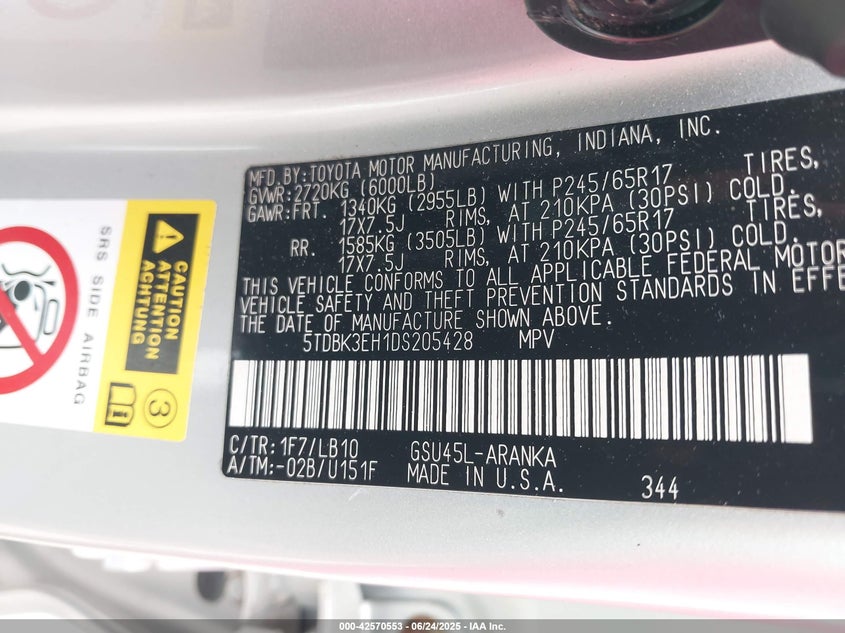 MFD.BY:TOYOTA MOTOR MANUFACTURING, INDIANA, INC.
GVWR:2720KG (6000LB)
GAWR:FRT. 1340KG (2955LB) WITH P245/65R17 TIRES,
17X7.5J RIMS, AT 210KPA (30PSI) COLD.
RR. 1585KG (3505LB) WITH P245/65R17 TIRES,
17X7.5J RIMS, AT 210KPA (30PSI) COLD.
THIS VEHICLE CONFORMS TO ALL APPLICABLE FEDERAL MOTOR
VEHICLE SAFETY AND THEFT PREVENTION STANDARDS IN EFFE
THE DATE OF MANUFACTURE SHOWN ABOVE.
5TDBK3EH1DS205428 MPV
C/TR:1F7/LB10 GSU45L-ARANKA
A/TM:-02B/U151F MADE IN U.S.A. 344
SRS SIDE AIRBAG
CAUTION
ATTENTION
ACHTUNG
3
000-42570553 - 06/24/2025 - IAA Inc.